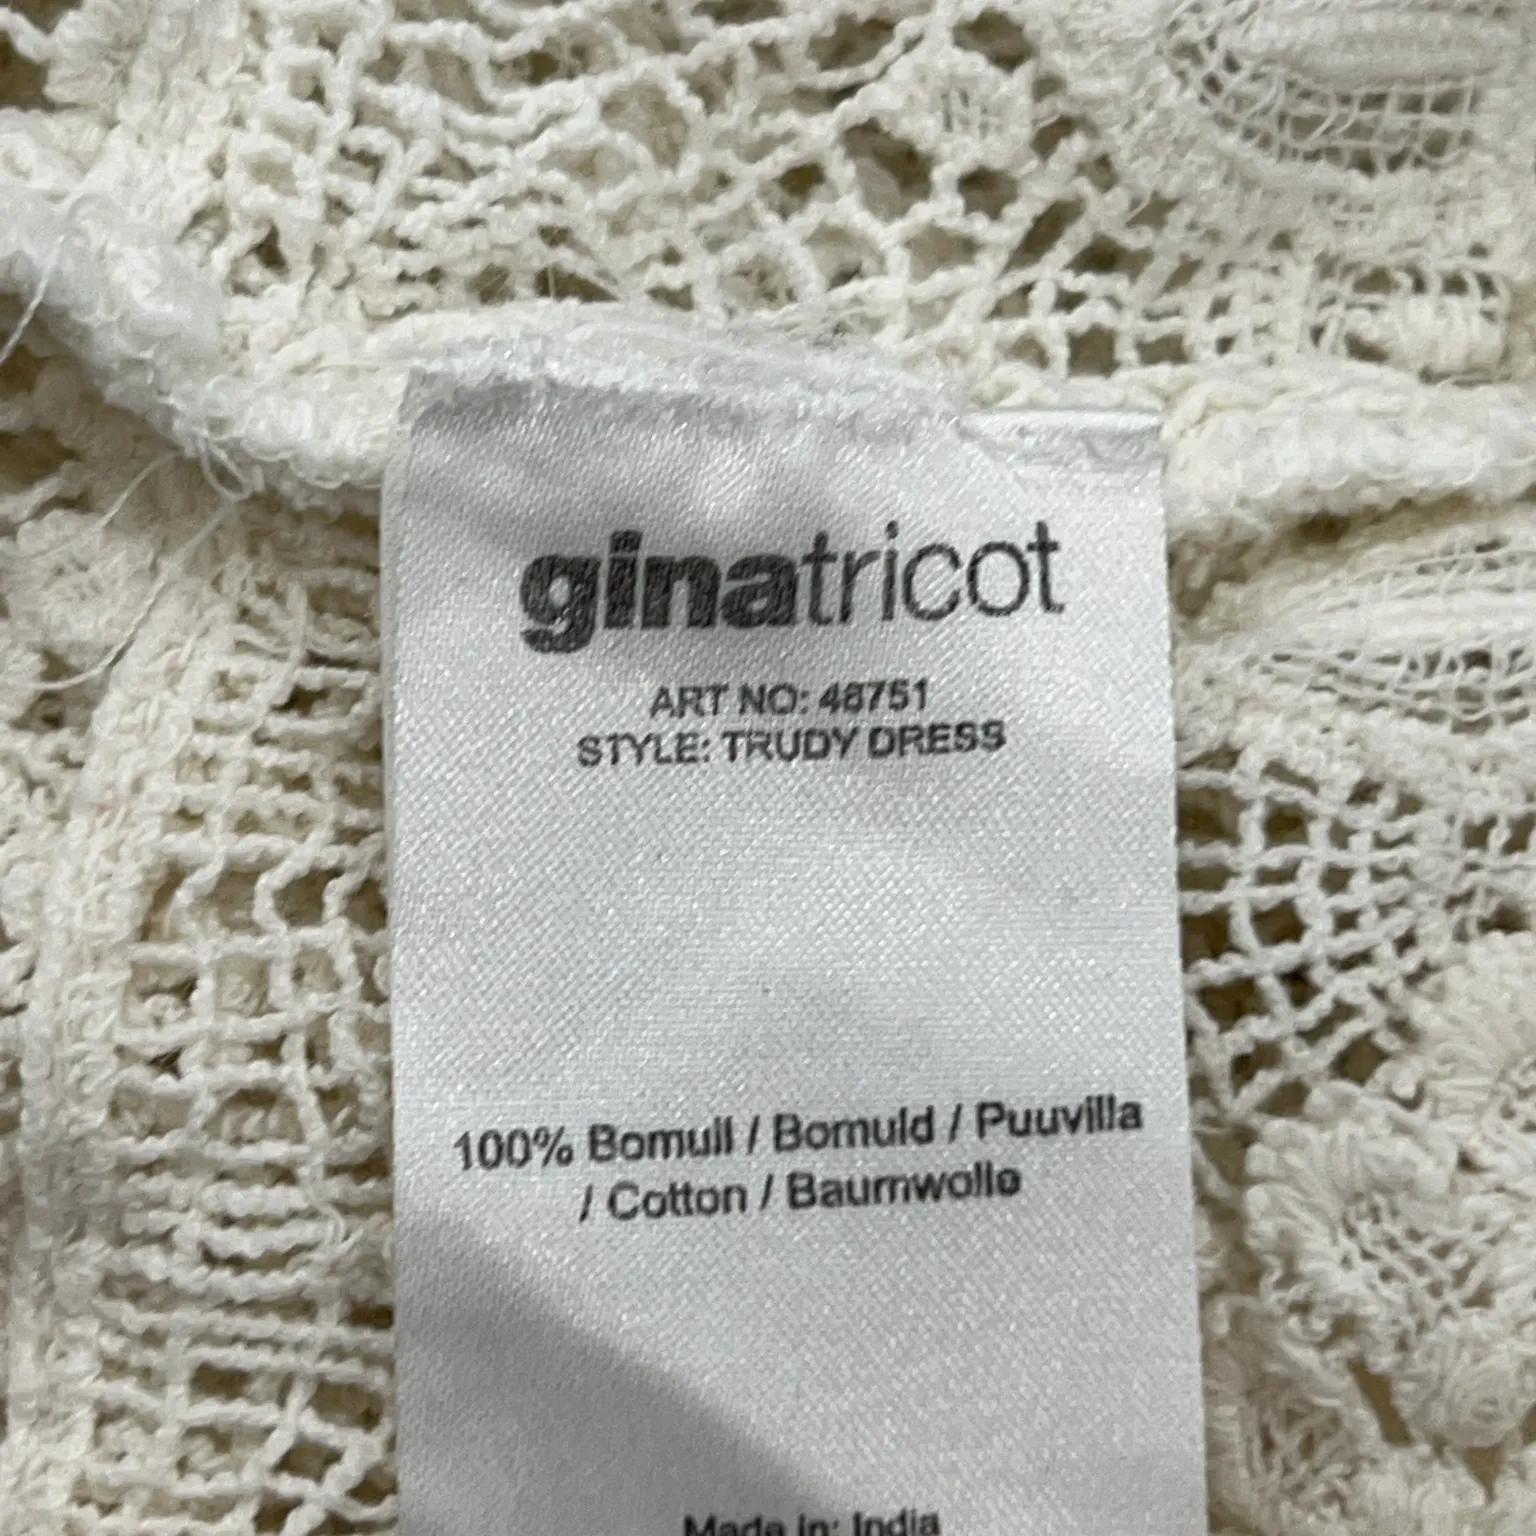 ginatricot
ART NO: 48751
STYLE: TRUDY DRESS
100% Bomull / Bomuld / Puuvilla
/ Cotton / Baumwolle
Made in: India